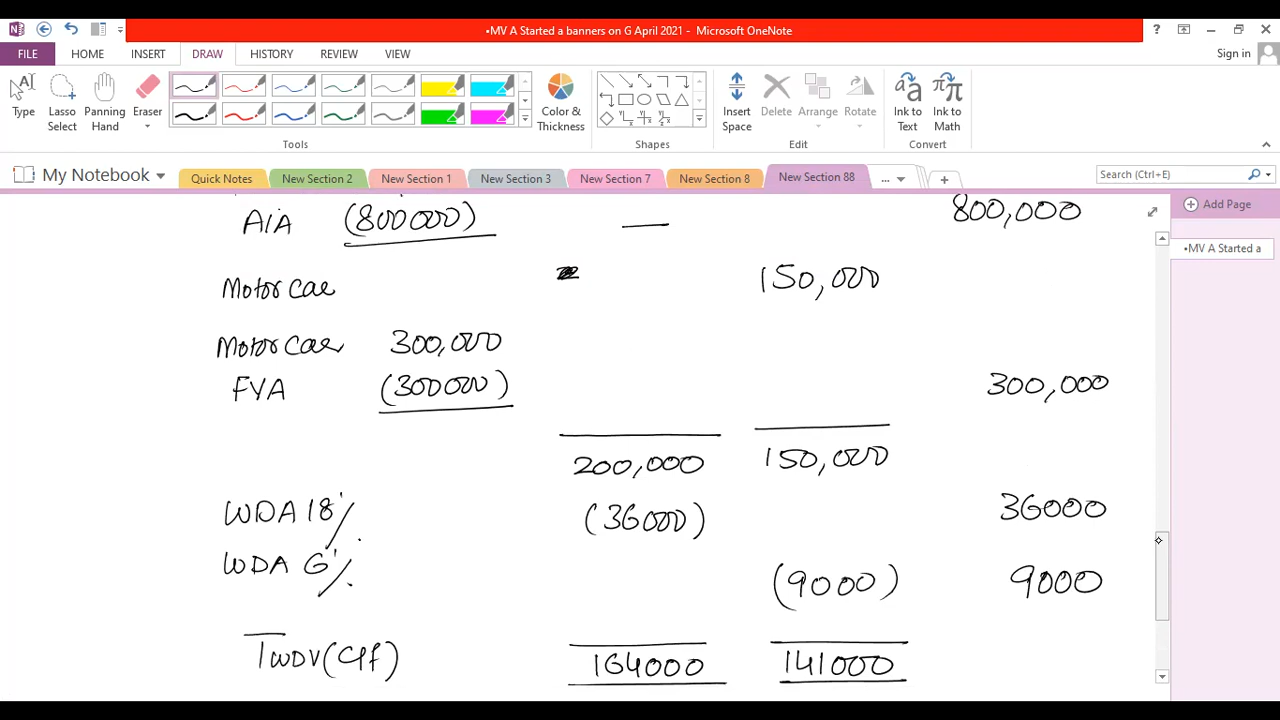 •MV A Started a banners on G April 2021 - Microsoft OneNote
FILE HOME INSERT DRAW HISTORY REVIEW VIEW Sign in
Type Lasso Select Panning Hand Eraser Color & Thickness Insert Space Delete Arrange Rotate Ink to Text Ink to Math
Tools Shapes Edit Convert
My Notebook Quick Notes New Section 2 New Section 1 New Section 3 New Section 7 New Section 8 New Section 88 ... Search (Ctrl+E)
Add Page
•MV A Started a
AIA (800000) — 800,000
Motor car 150,000
Motor car 300,000
FYA (300000) 300,000
200,000 150,000
WDA 18% (36000) 36000
WDA 6% (9000) 9000
TWDV(C/f) 164000 141000